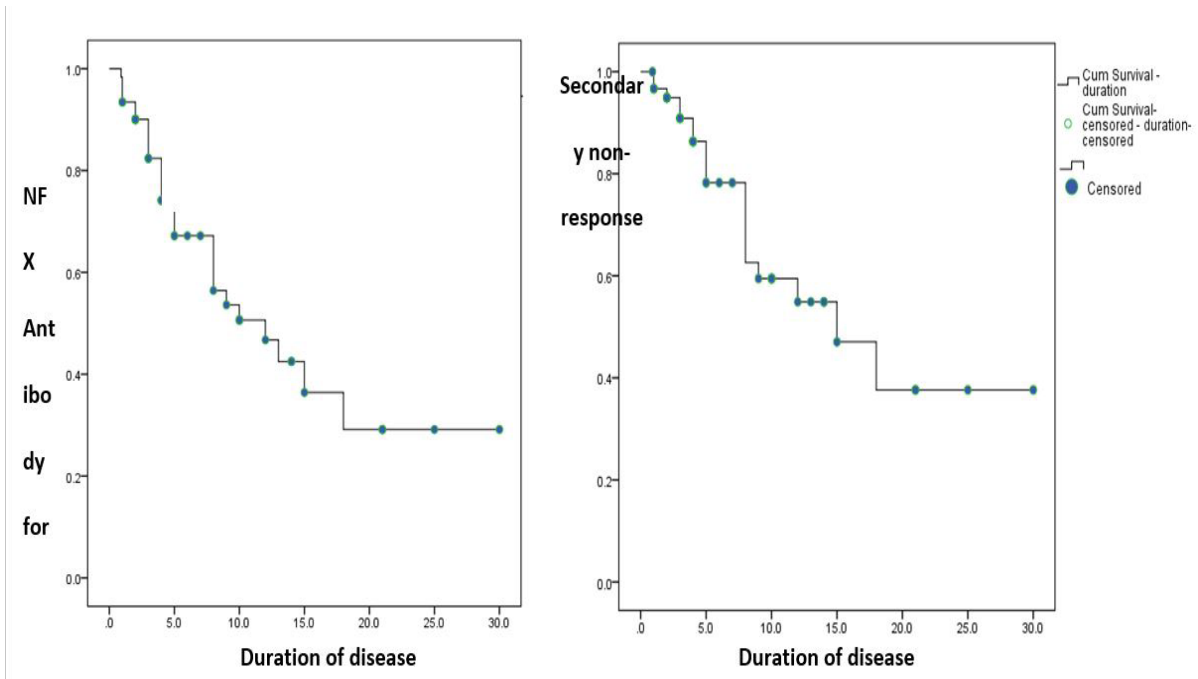 NF
X
Ant
ibo
dy
for
1.0
0.8
0.6
0.4
0.2
0.0
.0 5.0 10.0 15.0 20.0 25.0 30.0
Duration of disease
Secondar
y non-
response
1.0
0.8
0.6
0.4
0.2
0.0
.0 5.0 10.0 15.0 20.0 25.0 30.0
Duration of disease
Cum Survival -
duration
Cum Survival-
censored - duration-
censored
Censored